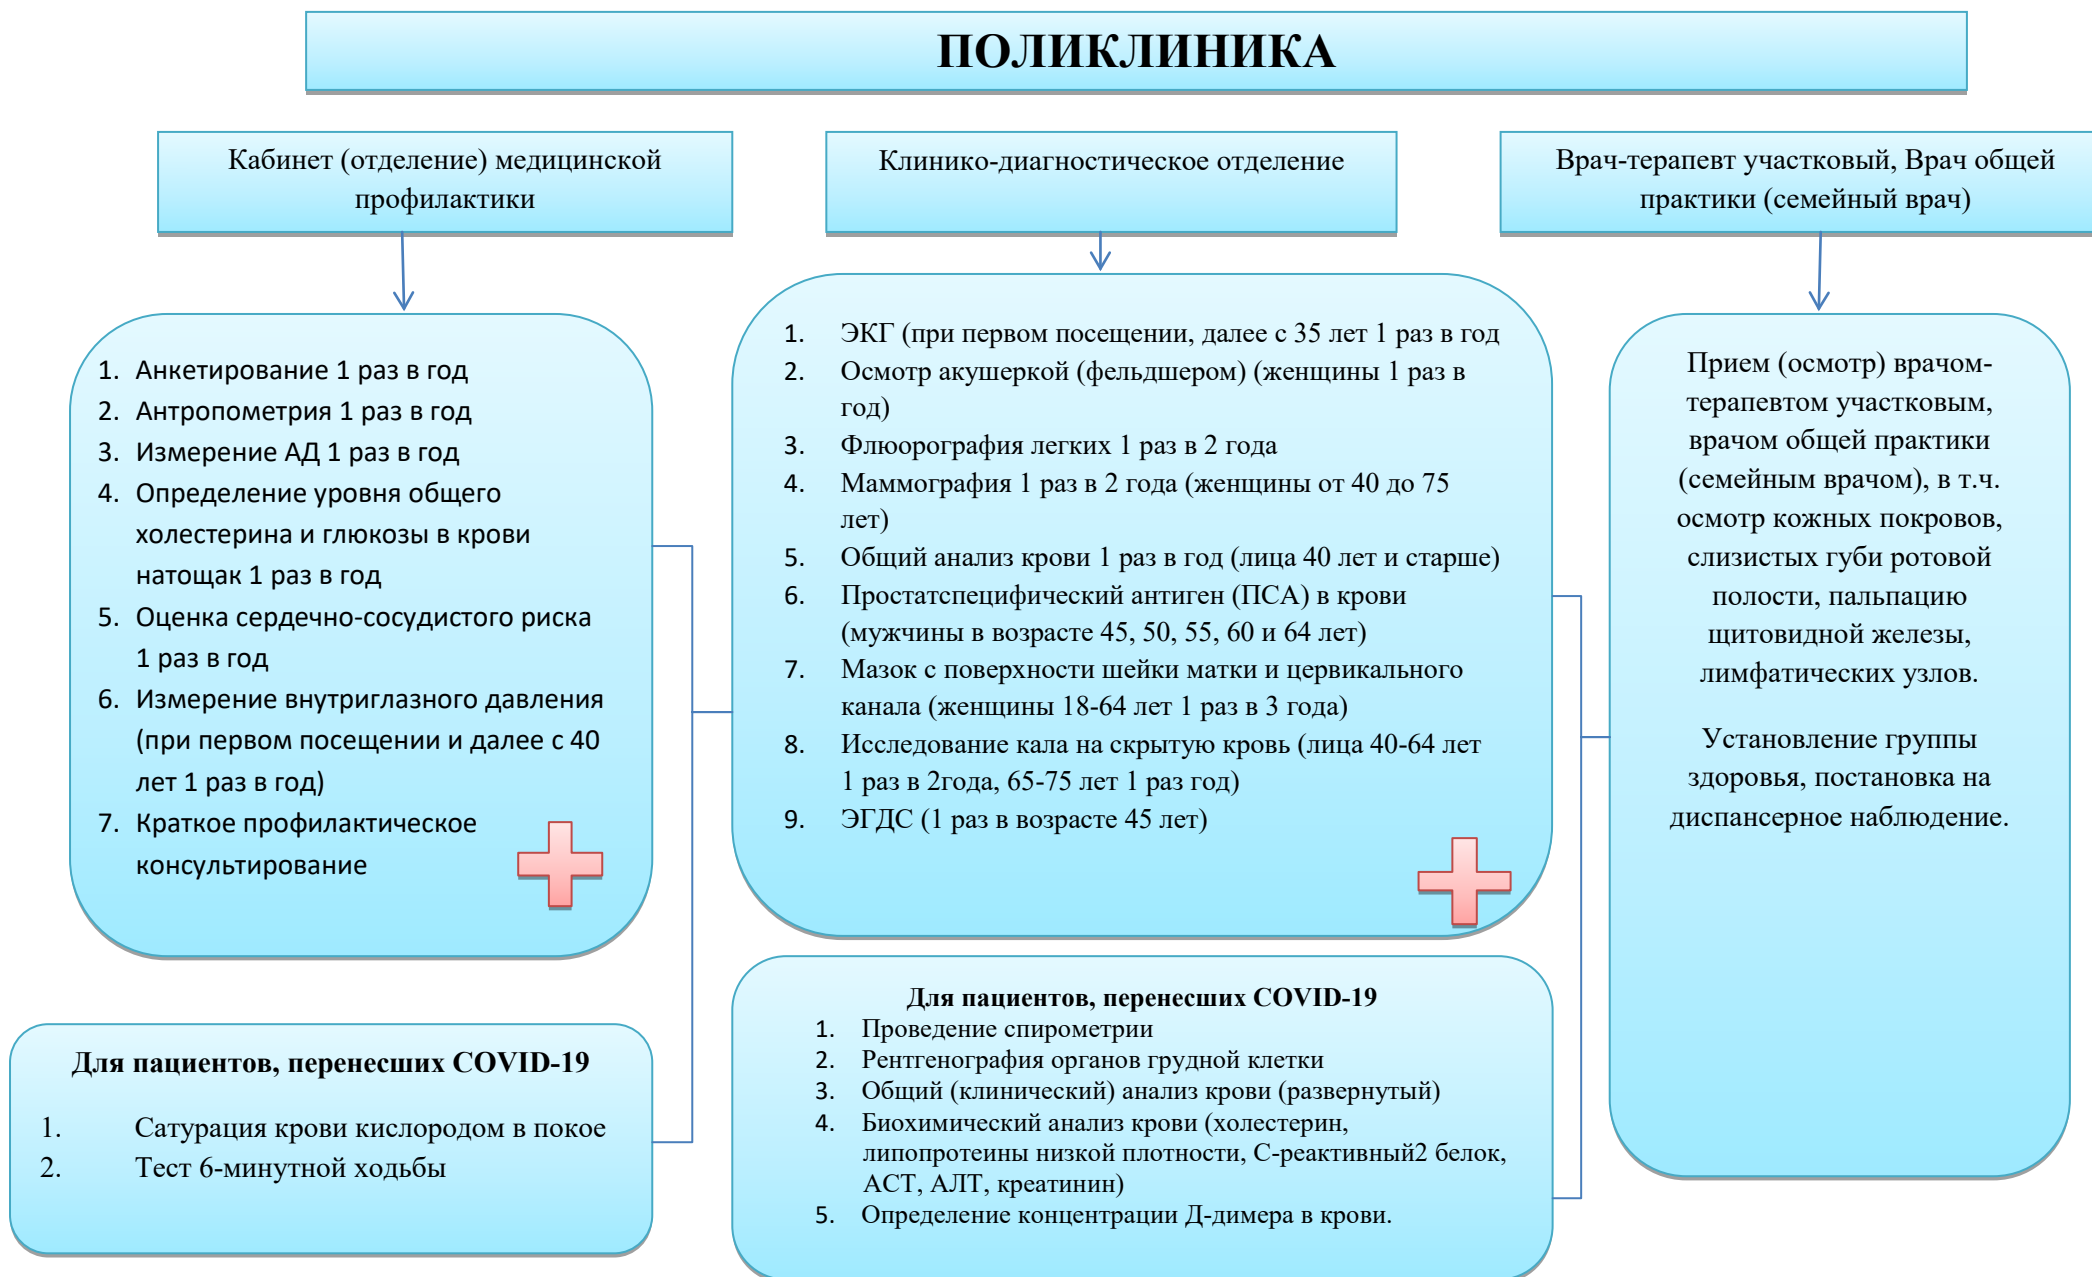 ПОЛИКЛИНИКА
Кабинет (отделение) медицинской
профилактики
Клинико-диагностическое отделение
Врач-терапевт участковый, Врач общей
практики (семейный врач)
1. Анкетирование 1 раз в год
2. Антропометрия 1 раз в год
3. Измерение АД 1 раз в год
4. Определение уровня общего
холестерина и глюкозы в крови
натощак 1 раз в год
5. Оценка сердечно-сосудистого риска
1 раз в год
6. Измерение внутриглазного давления
(при первом посещении и далее с 40
лет 1 раз в год)
7. Краткое профилактическое
консультирование
Для пациентов, перенесших COVID-19
1. Сатурация крови кислородом в покое
2. Тест 6-минутной ходьбы
1. ЭКГ (при первом посещении, далее с 35 лет 1 раз в год
2. Осмотр акушеркой (фельдшером) (женщины 1 раз в
год)
3. Флюорография легких 1 раз в 2 года
4. Маммография 1 раз в 2 года (женщины от 40 до 75
лет)
5. Общий анализ крови 1 раз в год (лица 40 лет и старше)
6. Простатспецифический антиген (ПСА) в крови
(мужчины в возрасте 45, 50, 55, 60 и 64 лет)
7. Мазок с поверхности шейки матки и цервикального
канала (женщины 18-64 лет 1 раз в 3 года)
8. Исследование кала на скрытую кровь (лица 40-64 лет
1 раз в 2года, 65-75 лет 1 раз год)
9. ЭГДС (1 раз в возрасте 45 лет)
Для пациентов, перенесших COVID-19
1. Проведение спирометрии
2. Рентгенография органов грудной клетки
3. Общий (клинический) анализ крови (развернутый)
4. Биохимический анализ крови (холестерин,
липопротеины низкой плотности, С-реактивный2 белок,
АСТ, АЛТ, креатинин)
5. Определение концентрации Д-димера в крови.
Прием (осмотр) врачом-
терапевтом участковым,
врачом общей практики
(семейным врачом), в т.ч.
осмотр кожных покровов,
слизистых губи ротовой
полости, пальпацию
щитовидной железы,
лимфатических узлов.
Установление группы
здоровья, постановка на
диспансерное наблюдение.